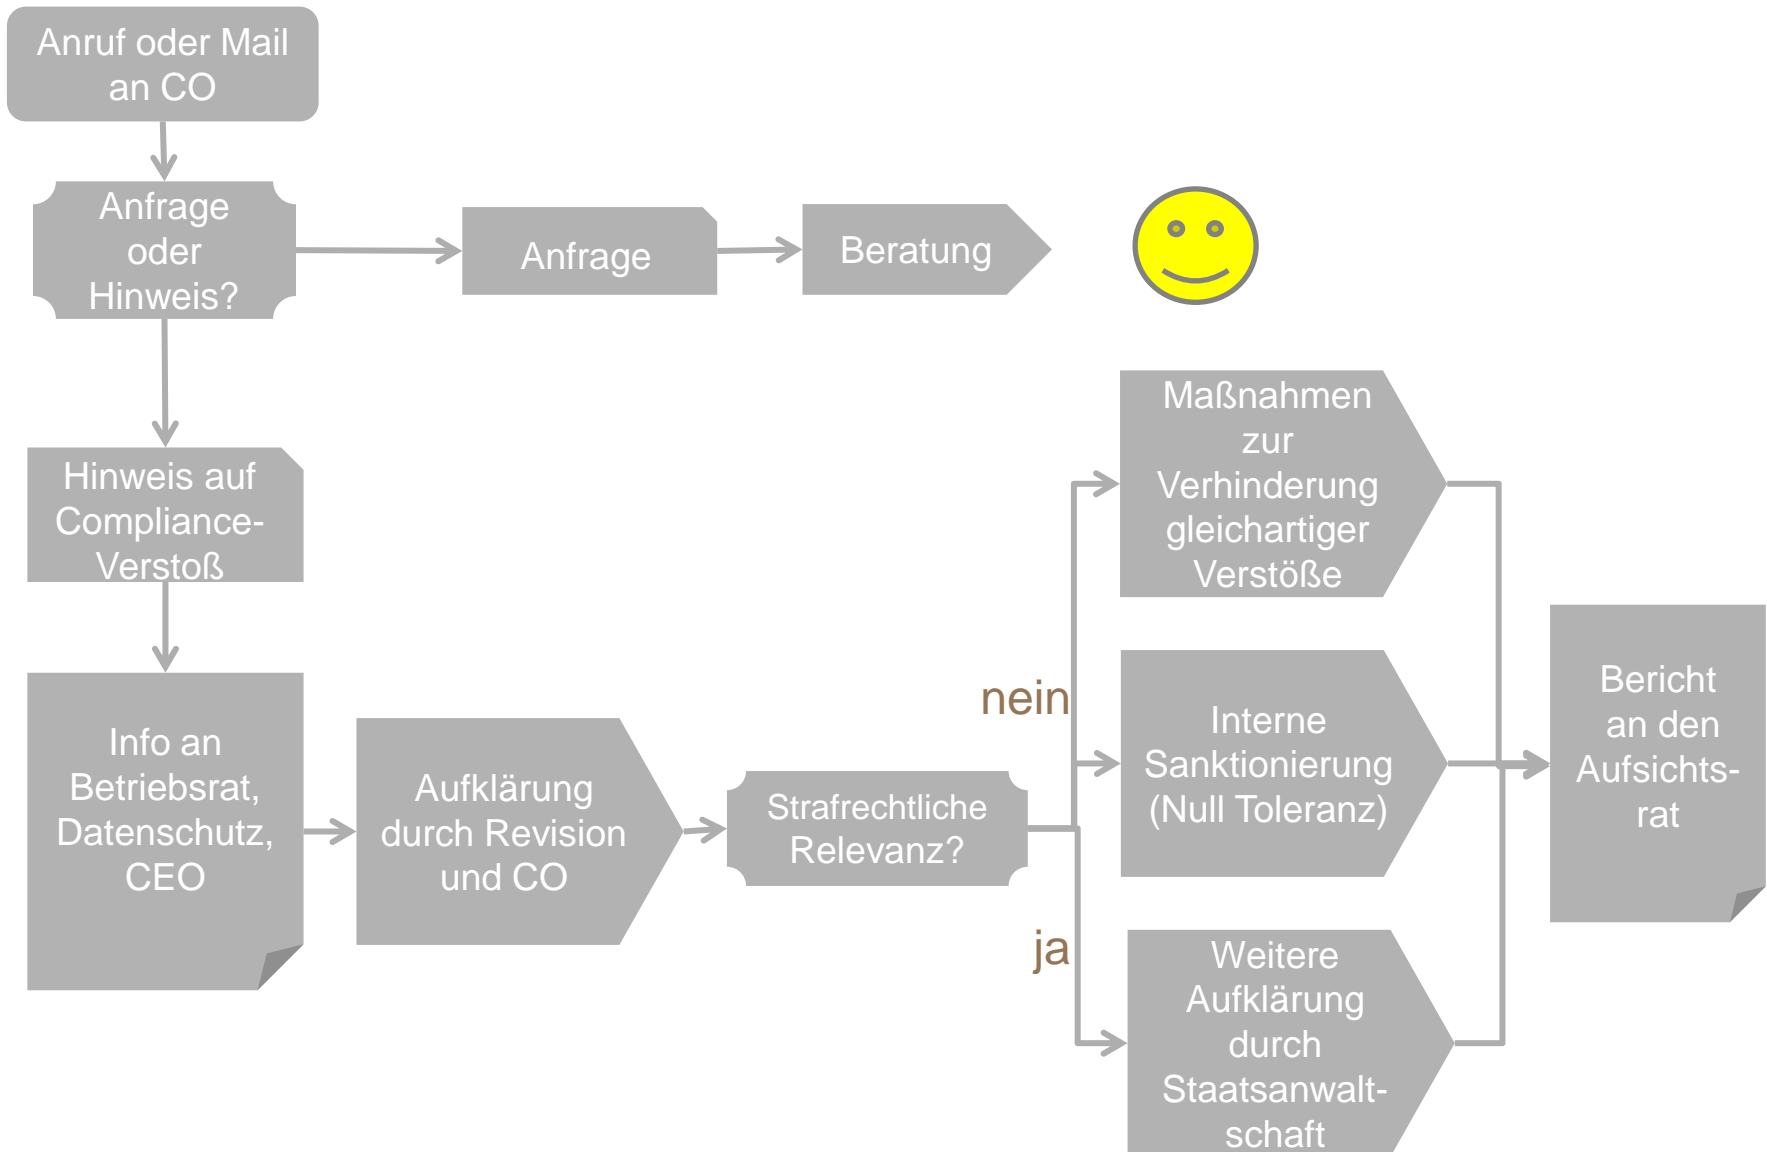 Anruf oder Mail
an CO
Anfrage
oder
Hinweis?
Anfrage
Beratung
Hinweis auf
Compliance-
Verstoß
Info an
Betriebsrat,
Datenschutz,
CEO
Aufklärung
durch Revision
und CO
Strafrechtliche
Relevanz?
nein
ja
Maßnahmen
zur
Verhinderung
gleichartiger
Verstöße
Interne
Sanktionierung
(Null Toleranz)
Weitere
Aufklärung
durch
Staatsanwalt-
schaft
Bericht
an den
Aufsichts-
rat